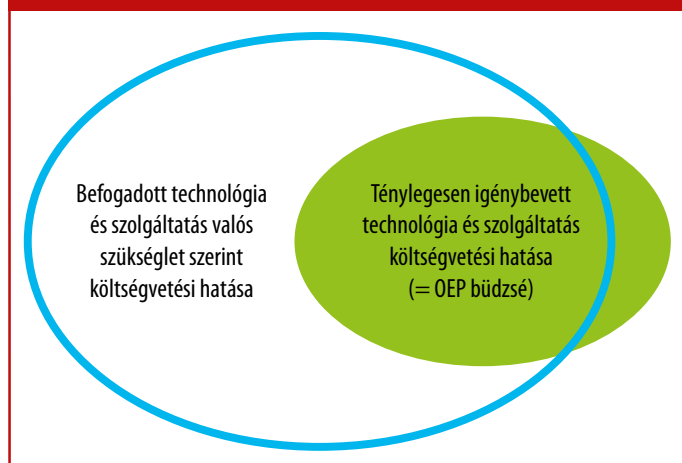 Befogadott technológia
és szolgáltatás valós
szükséglet szerint
költségvetési hatása
Ténylegesen igénybevett
technológia és szolgáltatás
költségvetési hatása
(= OEP büdzsé)